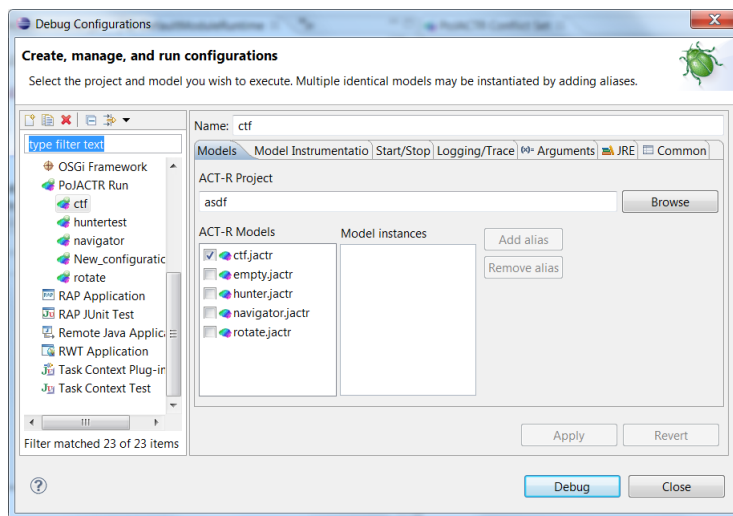 Debug Configurations
Create, manage, and run configurations
Select the project and model you wish to execute. Multiple identical models may be instantiated by adding aliases.
type filter text
OSGi Framework
PoJACTR Run
ctf
huntertest
navigator
New_configuratic
rotate
RAP Application
RAP JUnit Test
Remote Java Applic
RWT Application
Task Context Plug-in
Task Context Test
Filter matched 23 of 23 items
Name: ctf
Models Model Instrumentatio Start/Stop Logging/Trace (x)= Arguments JRE Common
ACT-R Project
asdf Browse
ACT-R Models Model instances
ctf.jactr
empty.jactr
hunter.jactr
navigator.jactr
rotate.jactr
Add alias
Remove alias
Apply Revert
Debug Close